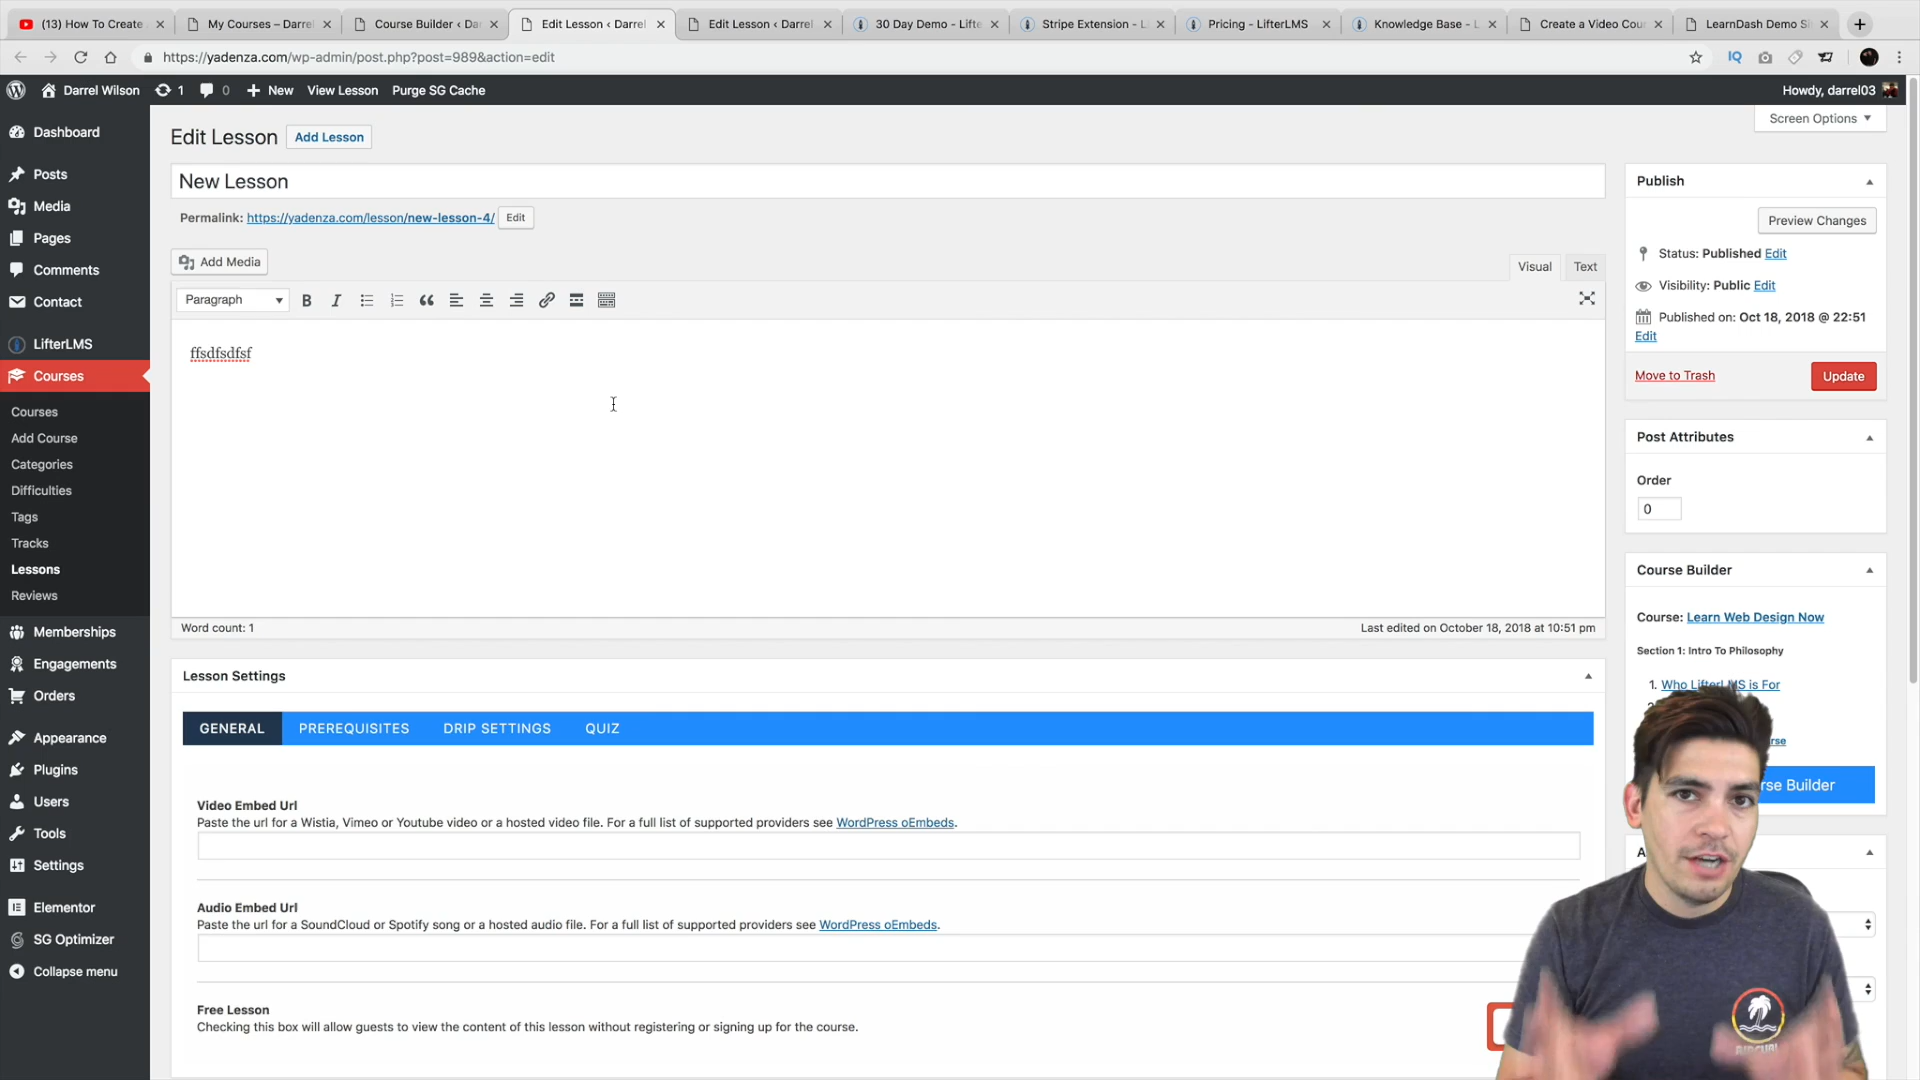 (13) How To Create
My Courses – Darrel
Course Builder ‹ Da
Edit Lesson ‹ Darrel
Edit Lesson ‹ Darrel
30 Day Demo - Lifte
Stripe Extension - L
Pricing - LifterLMS
Knowledge Base - L
Create a Video Cou
LearnDash Demo Si
https://yadenza.com/wp-admin/post.php?post=989&action=edit
Darrel Wilson
1
0
New
View Lesson
Purge SG Cache
Howdy, darrel03
Screen Options
Dashboard
Posts
Media
Pages
Comments
Contact
LifterLMS
Courses
Courses
Add Course
Categories
Difficulties
Tags
Tracks
Lessons
Reviews
Memberships
Engagements
Orders
Appearance
Plugins
Users
Tools
Settings
Elementor
SG Optimizer
Collapse menu
Edit Lesson
Add Lesson
New Lesson
Permalink: https://yadenza.com/lesson/new-lesson-4/ Edit
Add Media
Visual
Text
Paragraph
ffsdfsdfsf
Word count: 1
Last edited on October 18, 2018 at 10:51 pm
Lesson Settings
GENERAL
PREREQUISITES
DRIP SETTINGS
QUIZ
Video Embed Url
Paste the url for a Wistia, Vimeo or Youtube video or a hosted video file. For a full list of supported providers see WordPress oEmbeds.
Audio Embed Url
Paste the url for a SoundCloud or Spotify song or a hosted audio file. For a full list of supported providers see WordPress oEmbeds.
Free Lesson
Checking this box will allow guests to view the content of this lesson without registering or signing up for the course.
Publish
Preview Changes
Status: Published Edit
Visibility: Public Edit
Published on: Oct 18, 2018 @ 22:51
Edit
Move to Trash
Update
Post Attributes
Order
0
Course Builder
Course: Learn Web Design Now
Section 1: Intro To Philosophy
1. Who LifterLMS is For
rse Builder